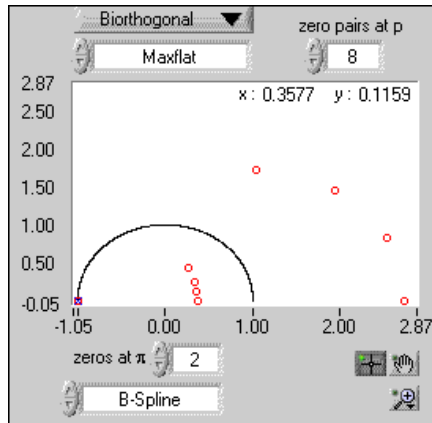 Biorthogonal
zero pairs at p
Maxflat
8
x: 0.3577 y: 0.1159
2.87
2.50
2.00
1.50
1.00
0.50
-0.05
-1.05 0.00 1.00 2.00 2.87
zeros at π 2
B-Spline